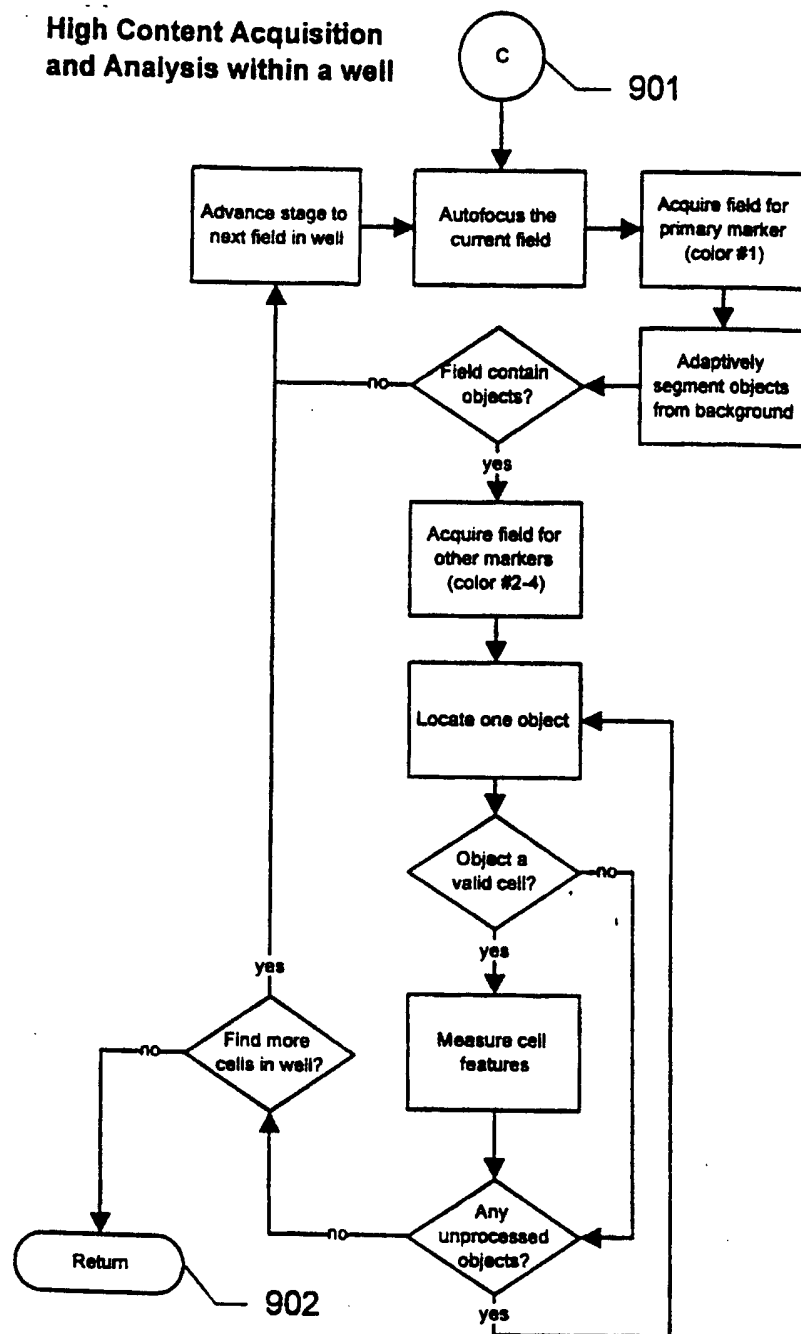 High Content Acquisition
and Analysis within a well
C
901
Advance stage to
next field in well
Autofocus the
current field
Acquire field for
primary marker
(color #1)
Adaptively
segment objects
from background
Field contain
objects?
no
yes
Acquire field for
other markers
(color #2-4)
Locate one object
Object a
valid cell?
no
yes
Measure cell
features
Any
unprocessed
objects?
no
yes
Find more
cells in well?
yes
no
Return
902